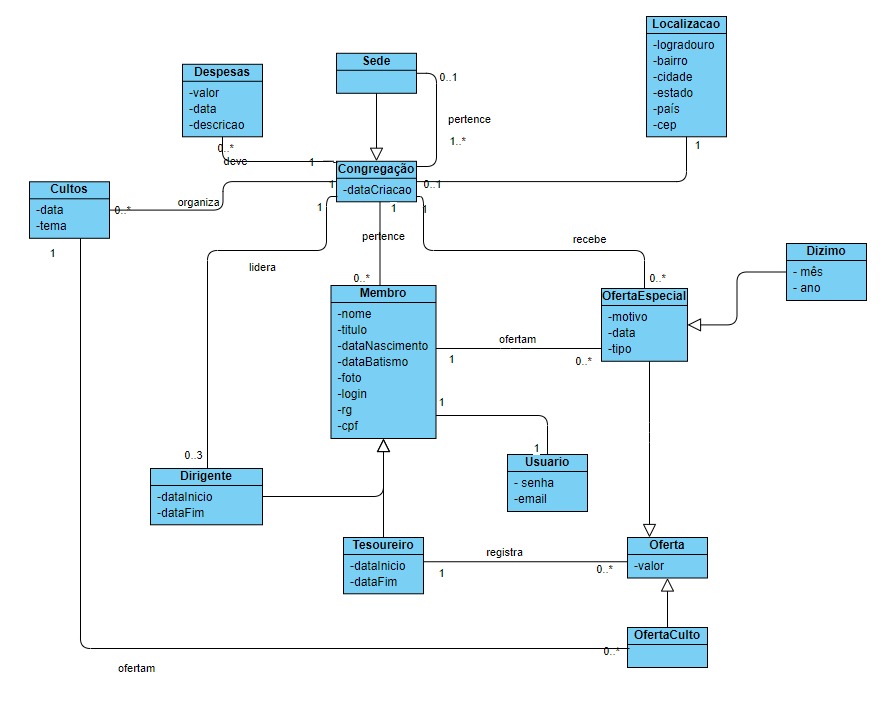 Localizacao
-logradouro
-bairro
-cidade
-estado
-país
-cep
1
Sede
0..1
pertence
1..*
Despesas
-valor
-data
-descricao
0..*
deve
1
Congregação
-dataCriacao
1
0..1
1
1
1
Cultos
-data
-tema
0..*
organiza
1
lidera
pertence
0..*
recebe
0..*
Dizimo
- mês
- ano
Membro
-nome
-titulo
-dataNascimento
-dataBatismo
-foto
-login
-rg
-cpf
OfertaEspecial
-motivo
-data
-tipo
ofertam
1
0..*
1
1
Usuario
- senha
-email
0..3
Dirigente
-dataInicio
-dataFim
Tesoureiro
-dataInicio
-dataFim
registra
1
0..*
Oferta
-valor
OfertaCulto
0..*
ofertam